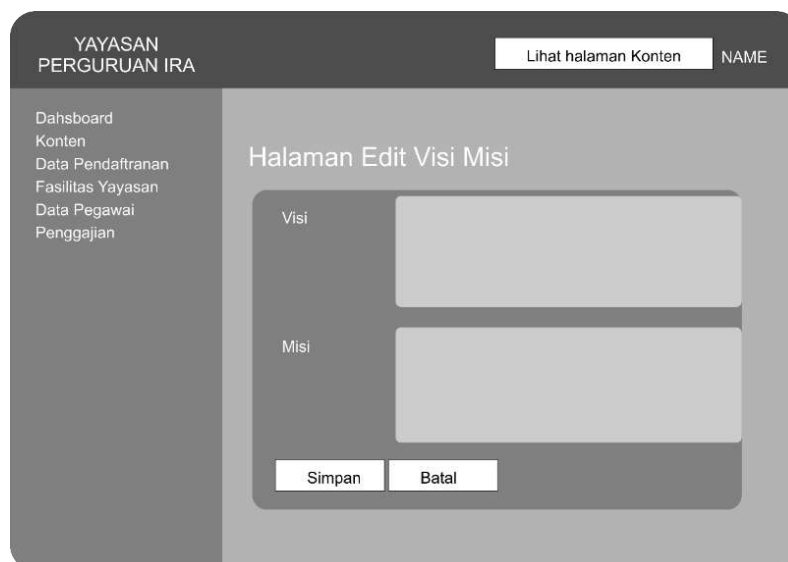 YAYASAN
PERGURUAN IRA
Lihat halaman Konten
NAME
Dahsboard
Konten
Data Pendaftranan
Fasilitas Yayasan
Data Pegawai
Penggajian
Halaman Edit Visi Misi
Visi
Misi
Simpan
Batal